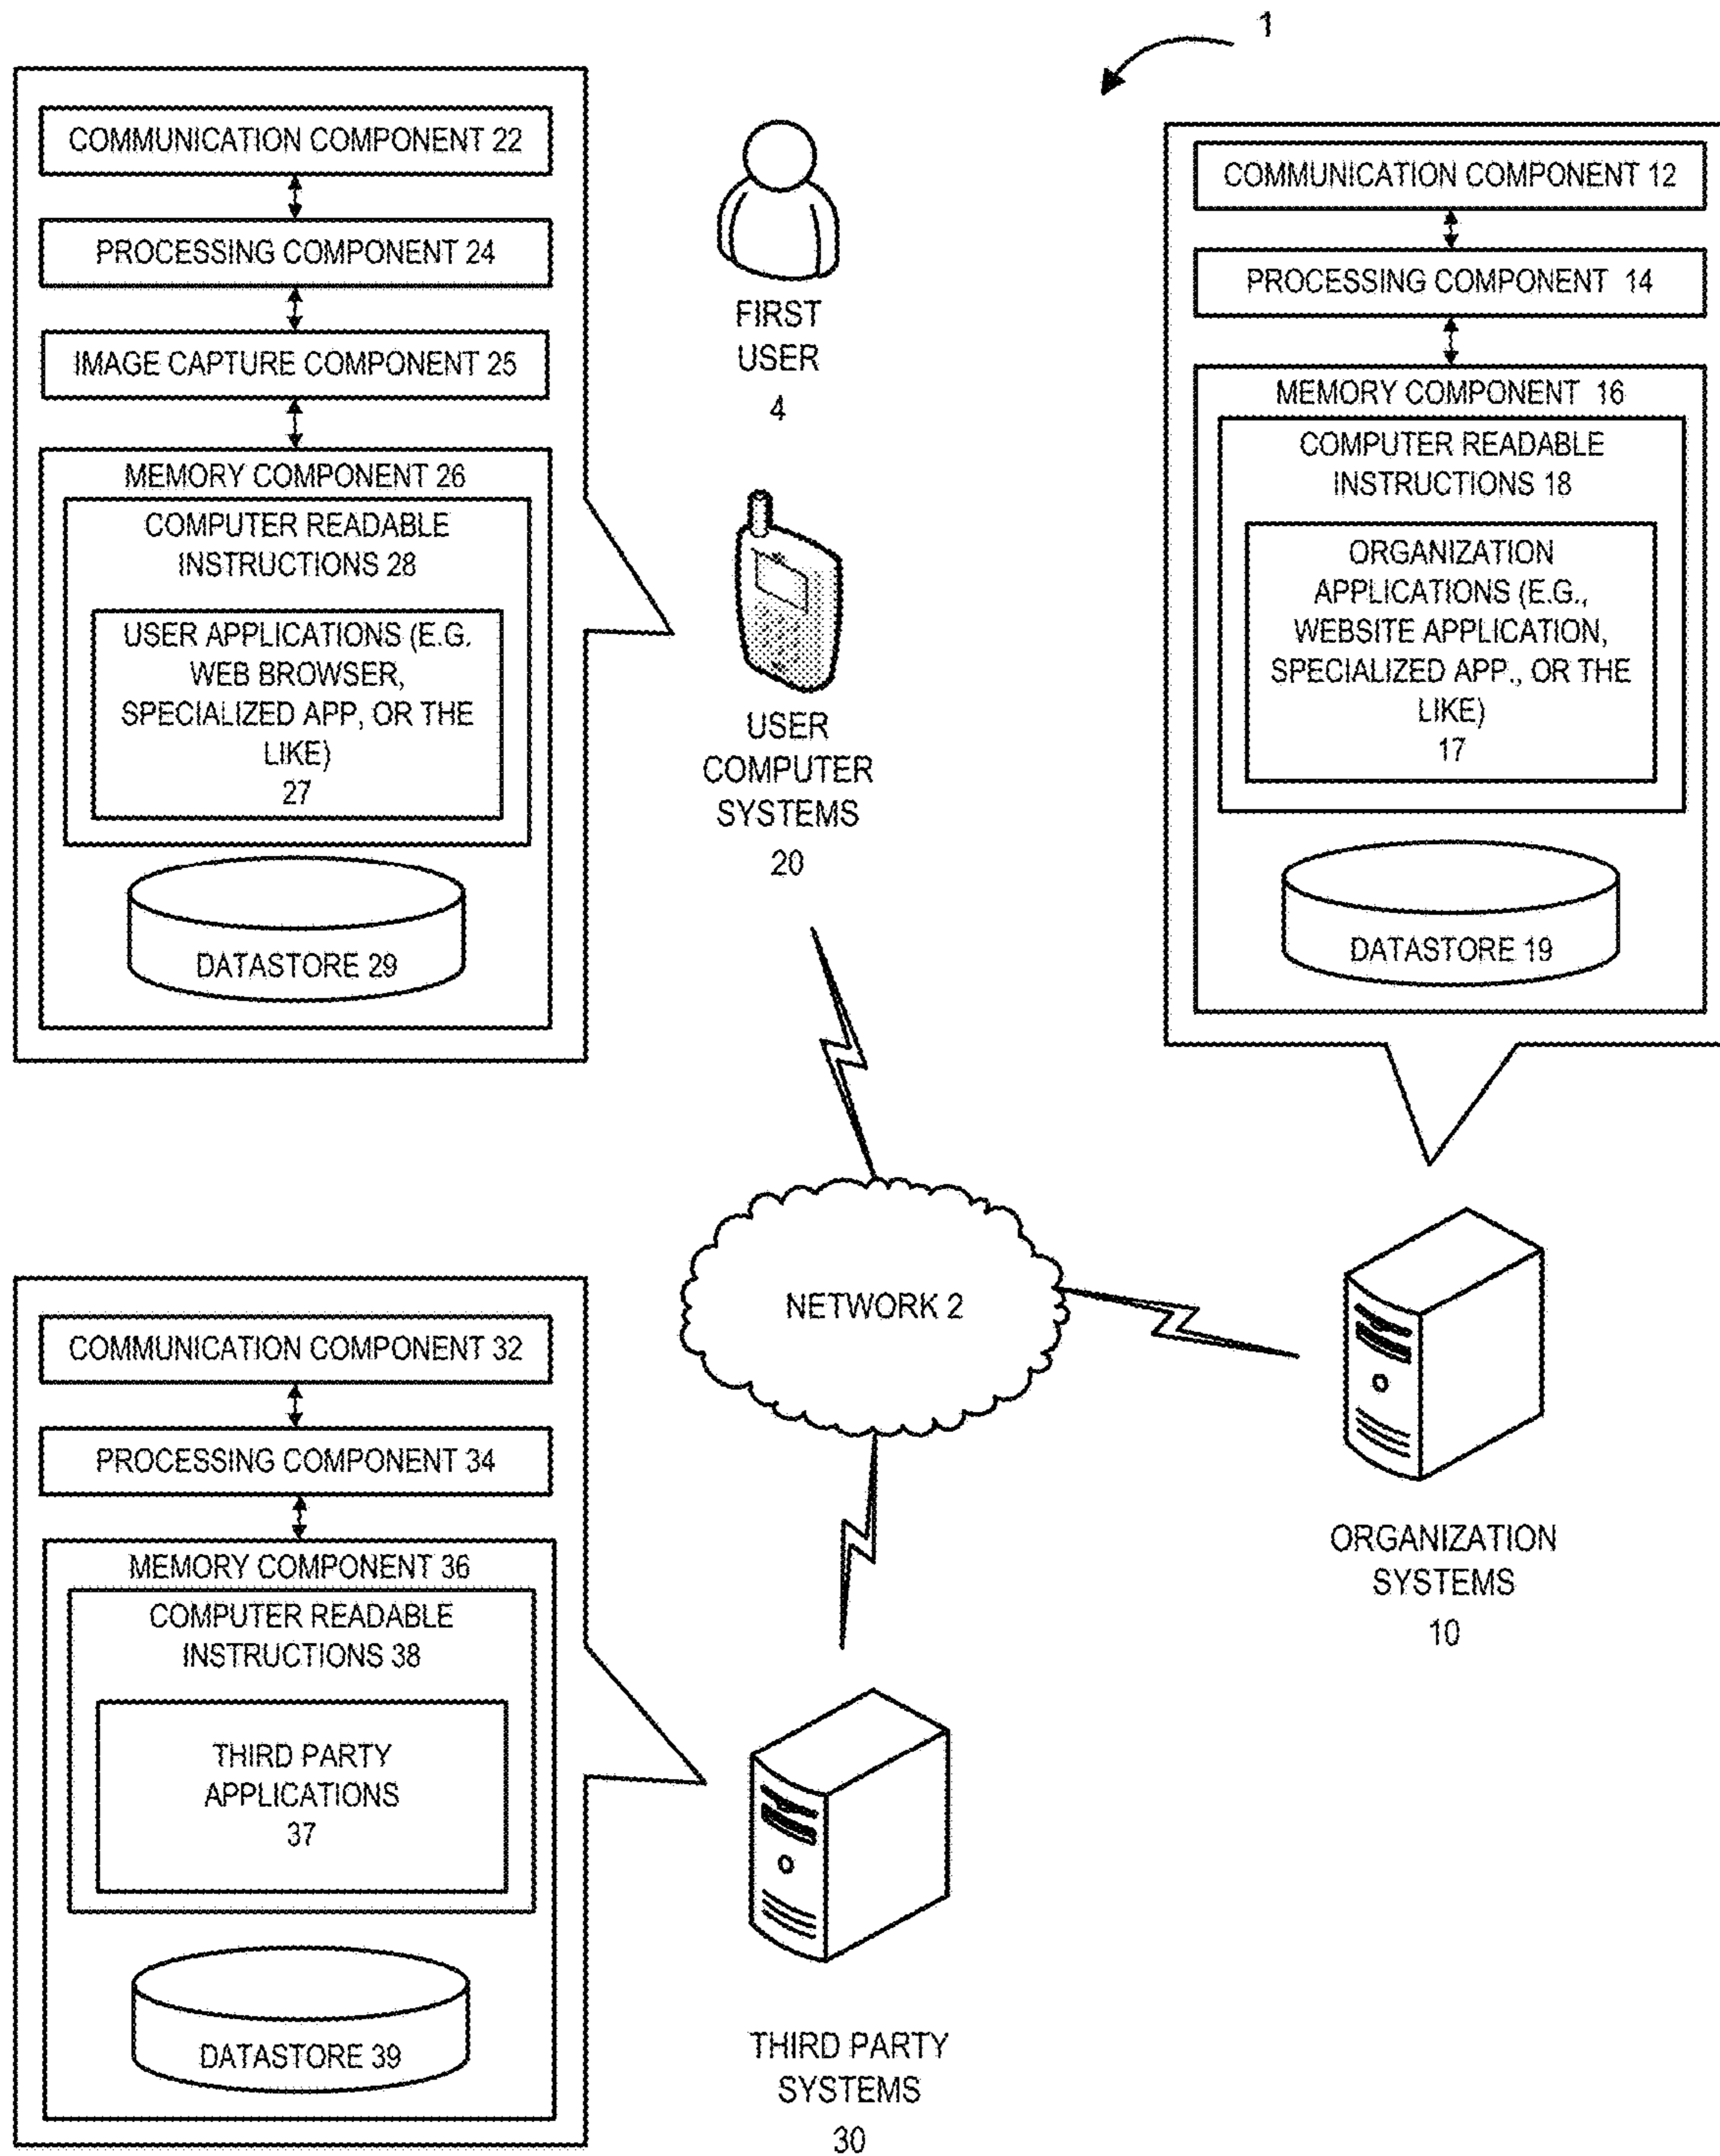 1
COMMUNICATION COMPONENT 22
PROCESSING COMPONENT 24
IMAGE CAPTURE COMPONENT 25
MEMORY COMPONENT 26
COMPUTER READABLE
INSTRUCTIONS 28
USER APPLICATIONS (E.G.
WEB BROWSER,
SPECIALIZED APP, OR THE
LIKE)
27
DATASTORE 29
FIRST
USER
4
USER
COMPUTER
SYSTEMS
20
COMMUNICATION COMPONENT 12
PROCESSING COMPONENT 14
MEMORY COMPONENT 16
COMPUTER READABLE
INSTRUCTIONS 18
ORGANIZATION
APPLICATIONS (E.G.,
WEBSITE APPLICATION,
SPECIALIZED APP., OR THE
LIKE)
17
DATASTORE 19
NETWORK 2
ORGANIZATION
SYSTEMS
10
COMMUNICATION COMPONENT 32
PROCESSING COMPONENT 34
MEMORY COMPONENT 36
COMPUTER READABLE
INSTRUCTIONS 38
THIRD PARTY
APPLICATIONS
37
DATASTORE 39
THIRD PARTY
SYSTEMS
30